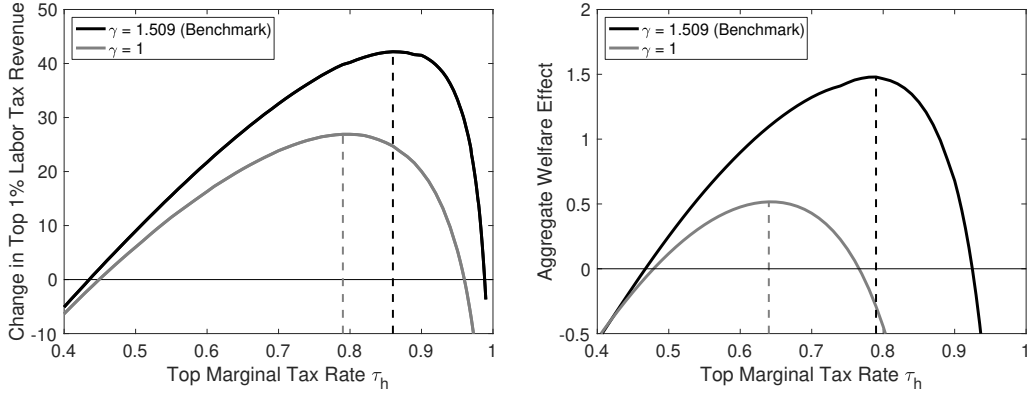 Change in Top 1% Labor Tax Revenue
50
40
30
20
10
0
-10
γ = 1.509 (Benchmark)
γ = 1
0.4 0.5 0.6 0.7 0.8 0.9 1
Top Marginal Tax Rate τ_h
Aggregate Welfare Effect
2
1.5
1
0.5
0
-0.5
γ = 1.509 (Benchmark)
γ = 1
0.4 0.5 0.6 0.7 0.8 0.9 1
Top Marginal Tax Rate τ_h